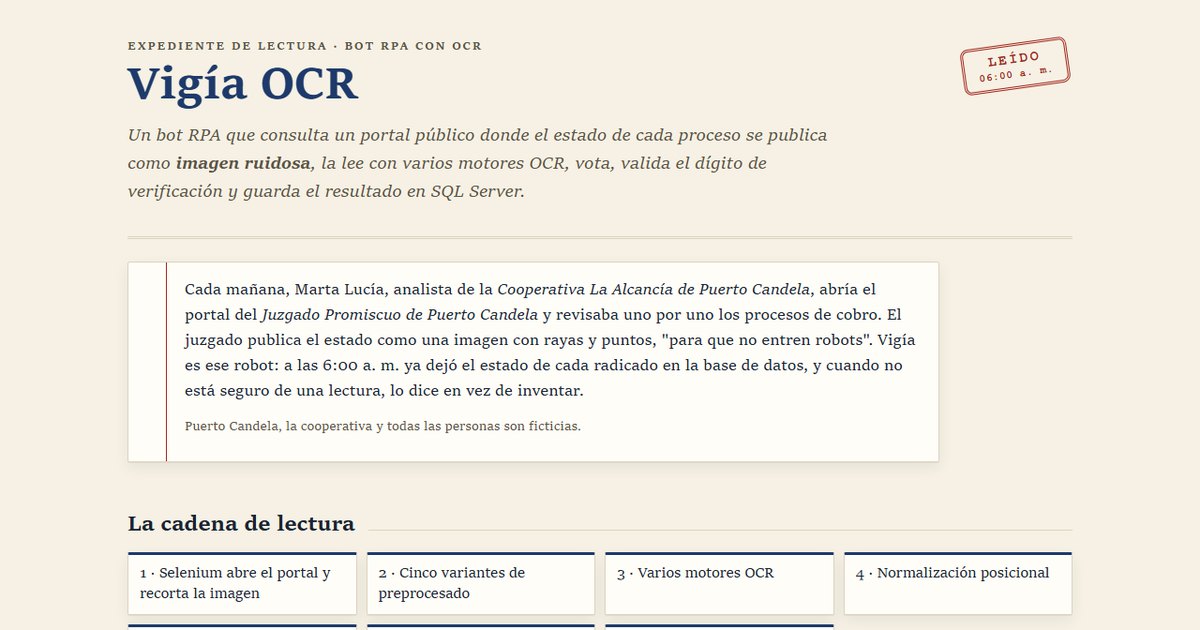 EXPEDIENTE DE LECTURA · BOT RPA CON OCR
Vigía OCR
LEÍDO
06:00 a. m.
Un bot RPA que consulta un portal público donde el estado de cada proceso se publica
como imagen ruidosa, la lee con varios motores OCR, vota, valida el dígito de
verificación y guarda el resultado en SQL Server.
Cada mañana, Marta Lucía, analista de la Cooperativa La Alcancía de Puerto Candela, abría el
portal del Juzgado Promiscuo de Puerto Candela y revisaba uno por uno los procesos de cobro. El
juzgado publica el estado como una imagen con rayas y puntos, "para que no entren robots". Vigía
es ese robot: a las 6:00 a. m. ya dejó el estado de cada radicado en la base de datos, y cuando no
está seguro de una lectura, lo dice en vez de inventar.
Puerto Candela, la cooperativa y todas las personas son ficticias.
La cadena de lectura
1 · Selenium abre el portal y
recorta la imagen
2 · Cinco variantes de
preprocesado
3 · Varios motores OCR
4 · Normalización posicional